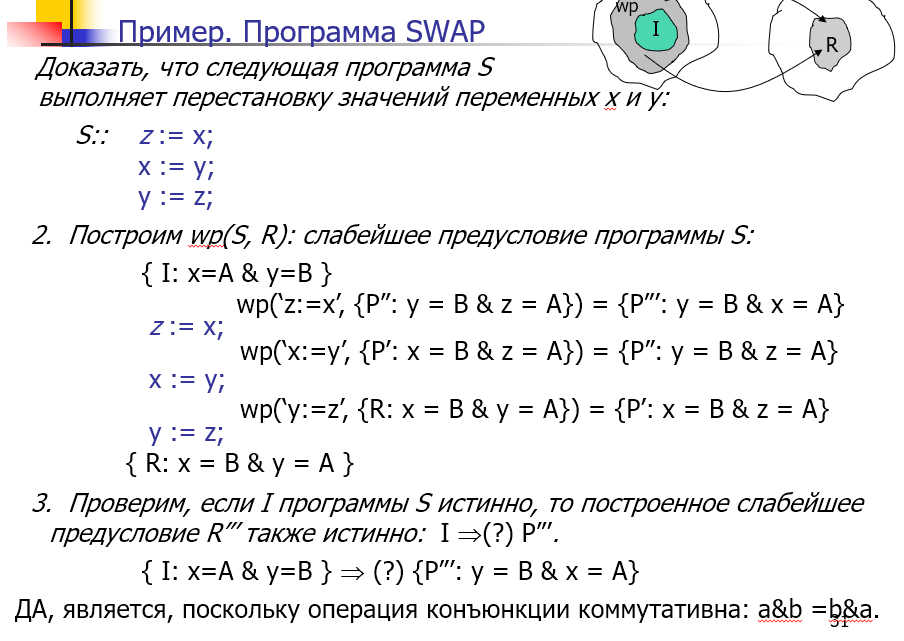 Пример. Программа SWAP
wp
I
R
Доказать, что следующая программа S
выполняет перестановку значений переменных x и y:
S:: z := x;
x := y;
y := z;
2. Построим wp(S, R): слабейшее предусловие программы S:
{ I: x=A & y=B }
wp(‘z:=x’, {P’’: y = B & z = A}) = {P’’’: y = B & x = A}
z := x;
wp(‘x:=y’, {P’: x = B & z = A}) = {P’’: y = B & z = A}
x := y;
wp(‘y:=z’, {R: x = B & y = A}) = {P’: x = B & z = A}
y := z;
{ R: x = B & y = A }
3. Проверим, если I программы S истинно, то построенное слабейшее
предусловие R’’’ также истинно: I ⇒(?) P’’’.
{ I: x=A & y=B } ⇒ (?) {P’’’: y = B & x = A}
ДА, является, поскольку операция конъюнкции коммутативна: a&b =b&a.
31